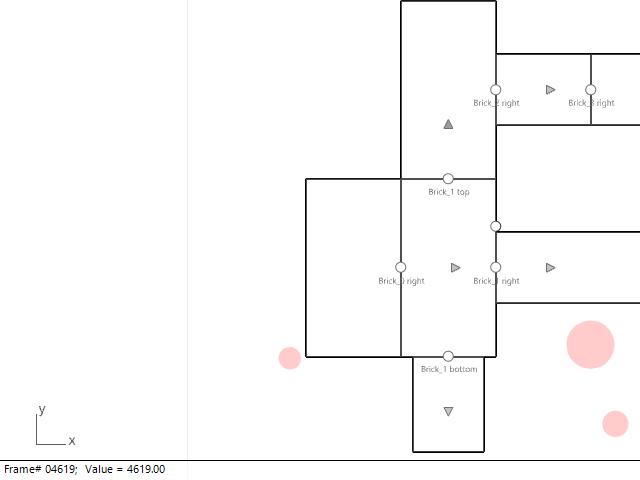 Brick_2 right
Brick_3 right
Brick_1 top
Brick_0 right
Brick_1 right
Brick_1 bottom
y
x
Frame# 04619; Value = 4619.00